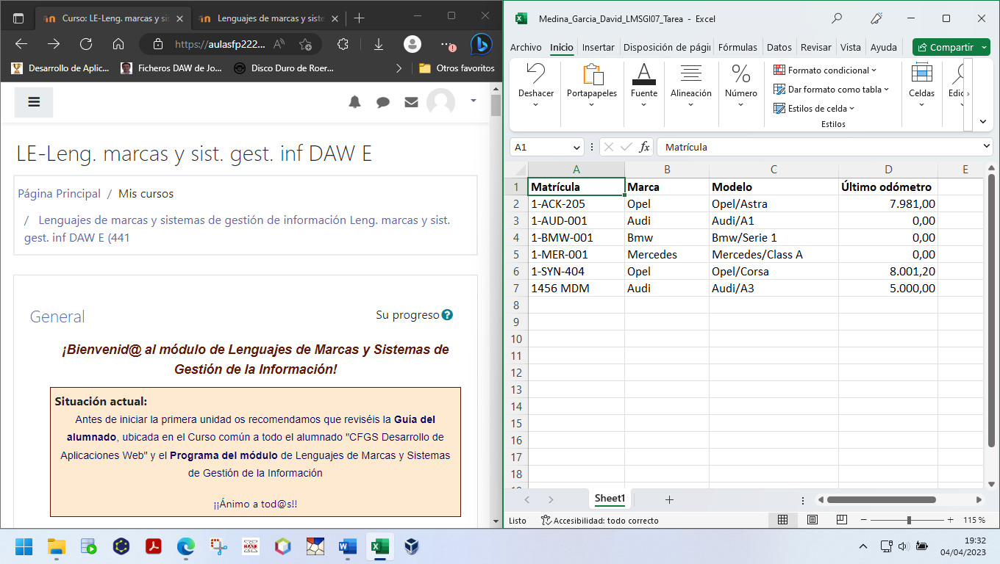 Curso: LE-Leng. marcas y si
Lenguajes de marcas y siste
https://aulasfp222...
Desarrollo de Aplic...
Ficheros DAW de Jo...
Disco Duro de Roer...
Otros favoritos
LE-Leng. marcas y sist. gest. inf DAW E
Página Principal / Mis cursos
/ Lenguajes de marcas y sistemas de gestión de información Leng. marcas y sist.
gest. inf DAW E (441
General
Su progreso
¡Bienvenid@ al módulo de Lenguajes de Marcas y Sistemas de
Gestión de la Información!
Situación actual:
Antes de iniciar la primera unidad os recomendamos que reviséis la Guía del
alumnado, ubicada en el Curso común a todo el alumnado "CFGS Desarrollo de
Aplicaciones Web" y el Programa del módulo de Lenguajes de Marcas y Sistemas
de Gestión de la Información
¡¡Ánimo a tod@s!!
Medina_Garcia_David_LMSGI07_Tarea - Excel
Archivo Inicio Insertar Disposición de págin Fórmulas Datos Revisar Vista Ayuda Compartir
Deshacer
Portapapeles
Fuente
Alineación
Número
Formato condicional
Dar formato como tabla
Estilos de celda
Estilos
Celdas
Edic
A1
fx
Matrícula
A B C D E
1 Matrícula Marca Modelo Último odómetro
2 1-ACK-205 Opel Opel/Astra 7.981,00
3 1-AUD-001 Audi Audi/A1 0,00
4 1-BMW-001 Bmw Bmw/Serie 1 0,00
5 1-MER-001 Mercedes Mercedes/Class A 0,00
6 1-SYN-404 Opel Opel/Corsa 8.001,20
7 1456 MDM Audi Audi/A3 5.000,00
8
9
10
11
12
13
14
15
16
17
18
Sheet1
Listo
Accesibilidad: todo correcto
115 %
19:32
04/04/2023